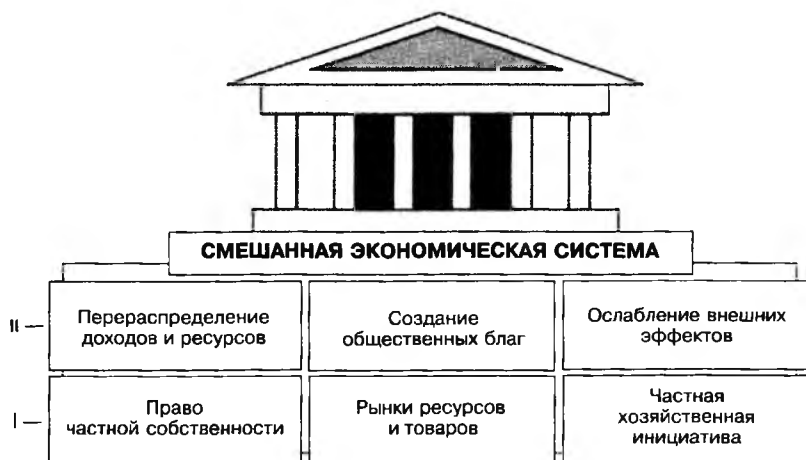 СМЕШАННАЯ ЭКОНОМИЧЕСКАЯ СИСТЕМА
II —
Перераспределение
доходов и ресурсов
Создание
общественных благ
Ослабление внешних
эффектов
I —
Право
частной собственности
Рынки ресурсов
и товаров
Частная
хозяйственная
инициатива